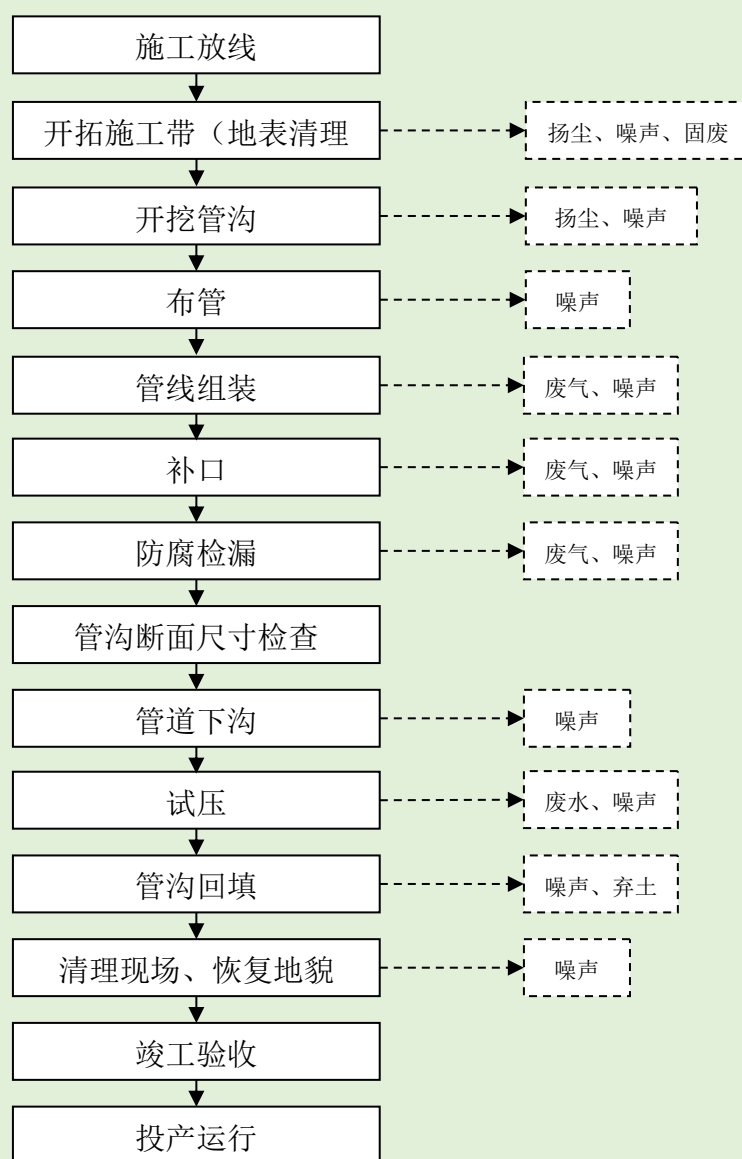 施工放线
开拓施工带（地表清理
扬尘、噪声、固废
开挖管沟
扬尘、噪声
布管
噪声
管线组装
废气、噪声
补口
废气、噪声
防腐检漏
废气、噪声
管沟断面尺寸检查
管道下沟
噪声
试压
废水、噪声
管沟回填
噪声、弃土
清理现场、恢复地貌
噪声
竣工验收
投产运行